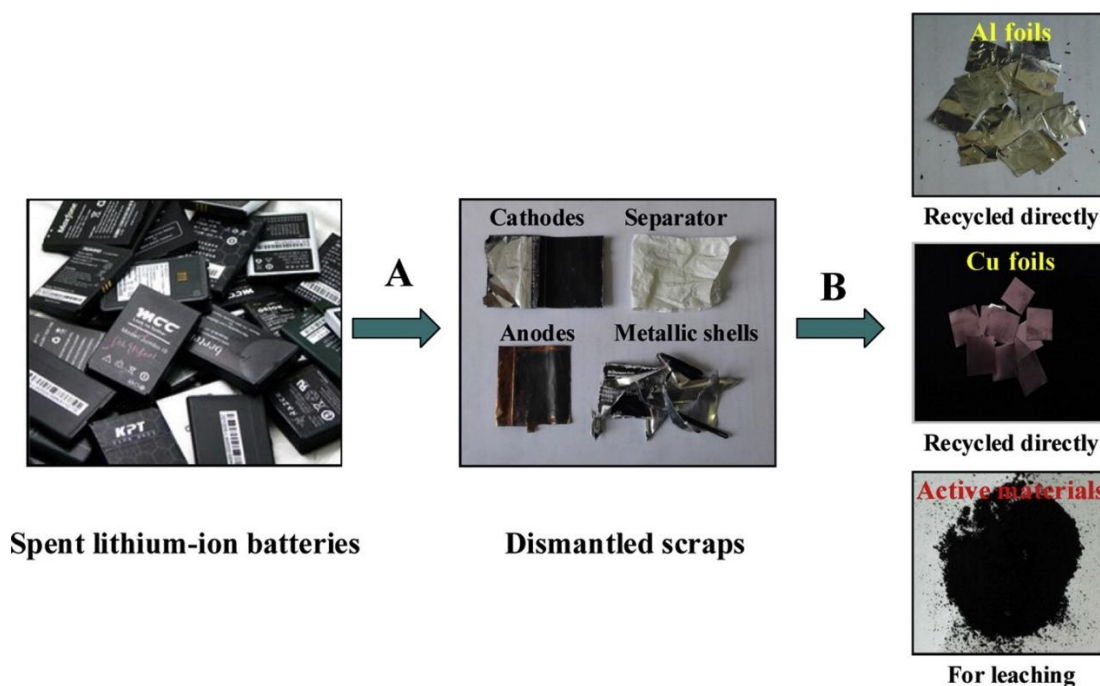 Al foils
Recycled directly
Cathodes Separator
A
B
Cu foils
Anodes Metallic shells
MCC
KPT
Recycled directly
Active materials
Spent lithium-ion batteries
Dismantled scraps
For leaching